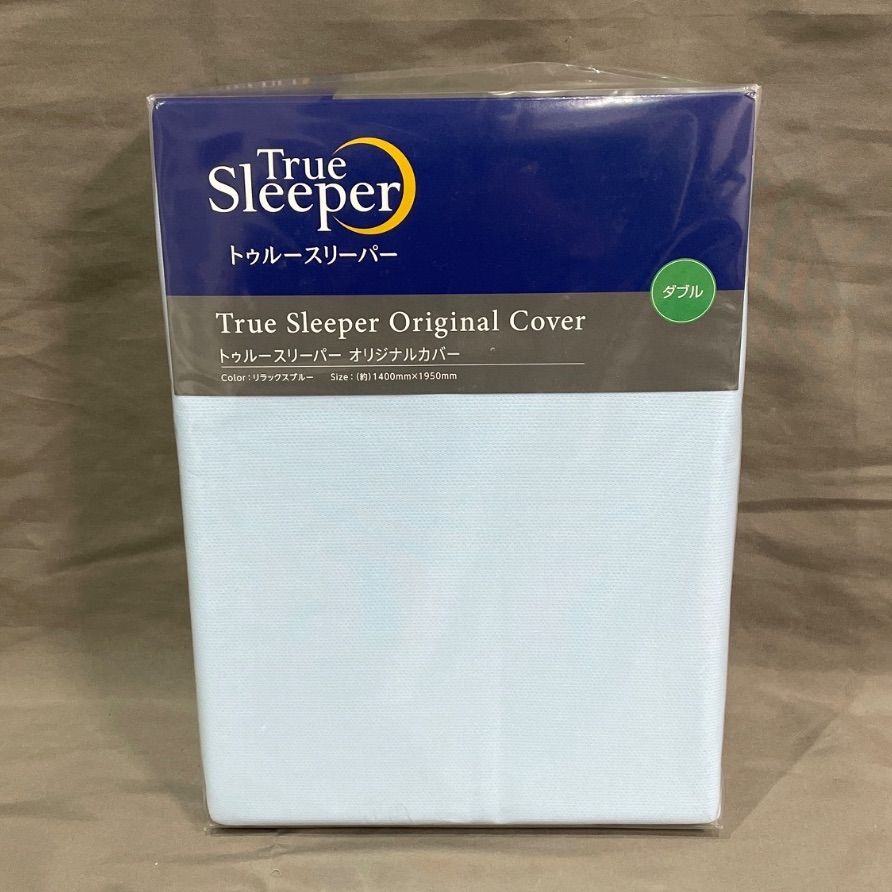 True
Sleeper
トゥルースリーパー
ダブル
True Sleeper Original Cover
トゥルースリーパー オリジナルカバー
Color：リラックスブルー Size：(約)1400mm×1950mm